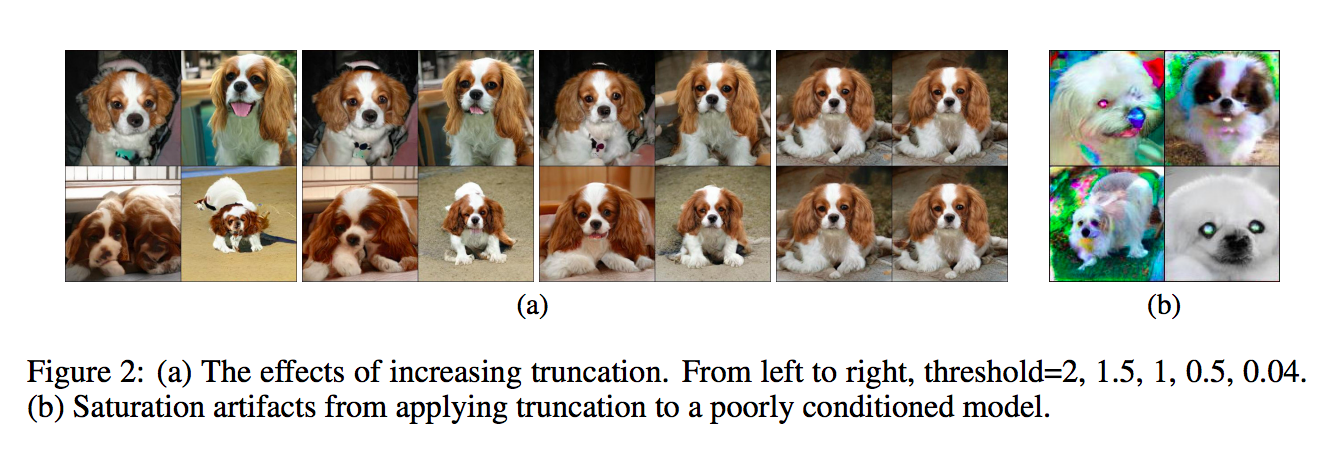 (a)
(b)
Figure 2: (a) The effects of increasing truncation. From left to right, threshold=2, 1.5, 1, 0.5, 0.04.
(b) Saturation artifacts from applying truncation to a poorly conditioned model.